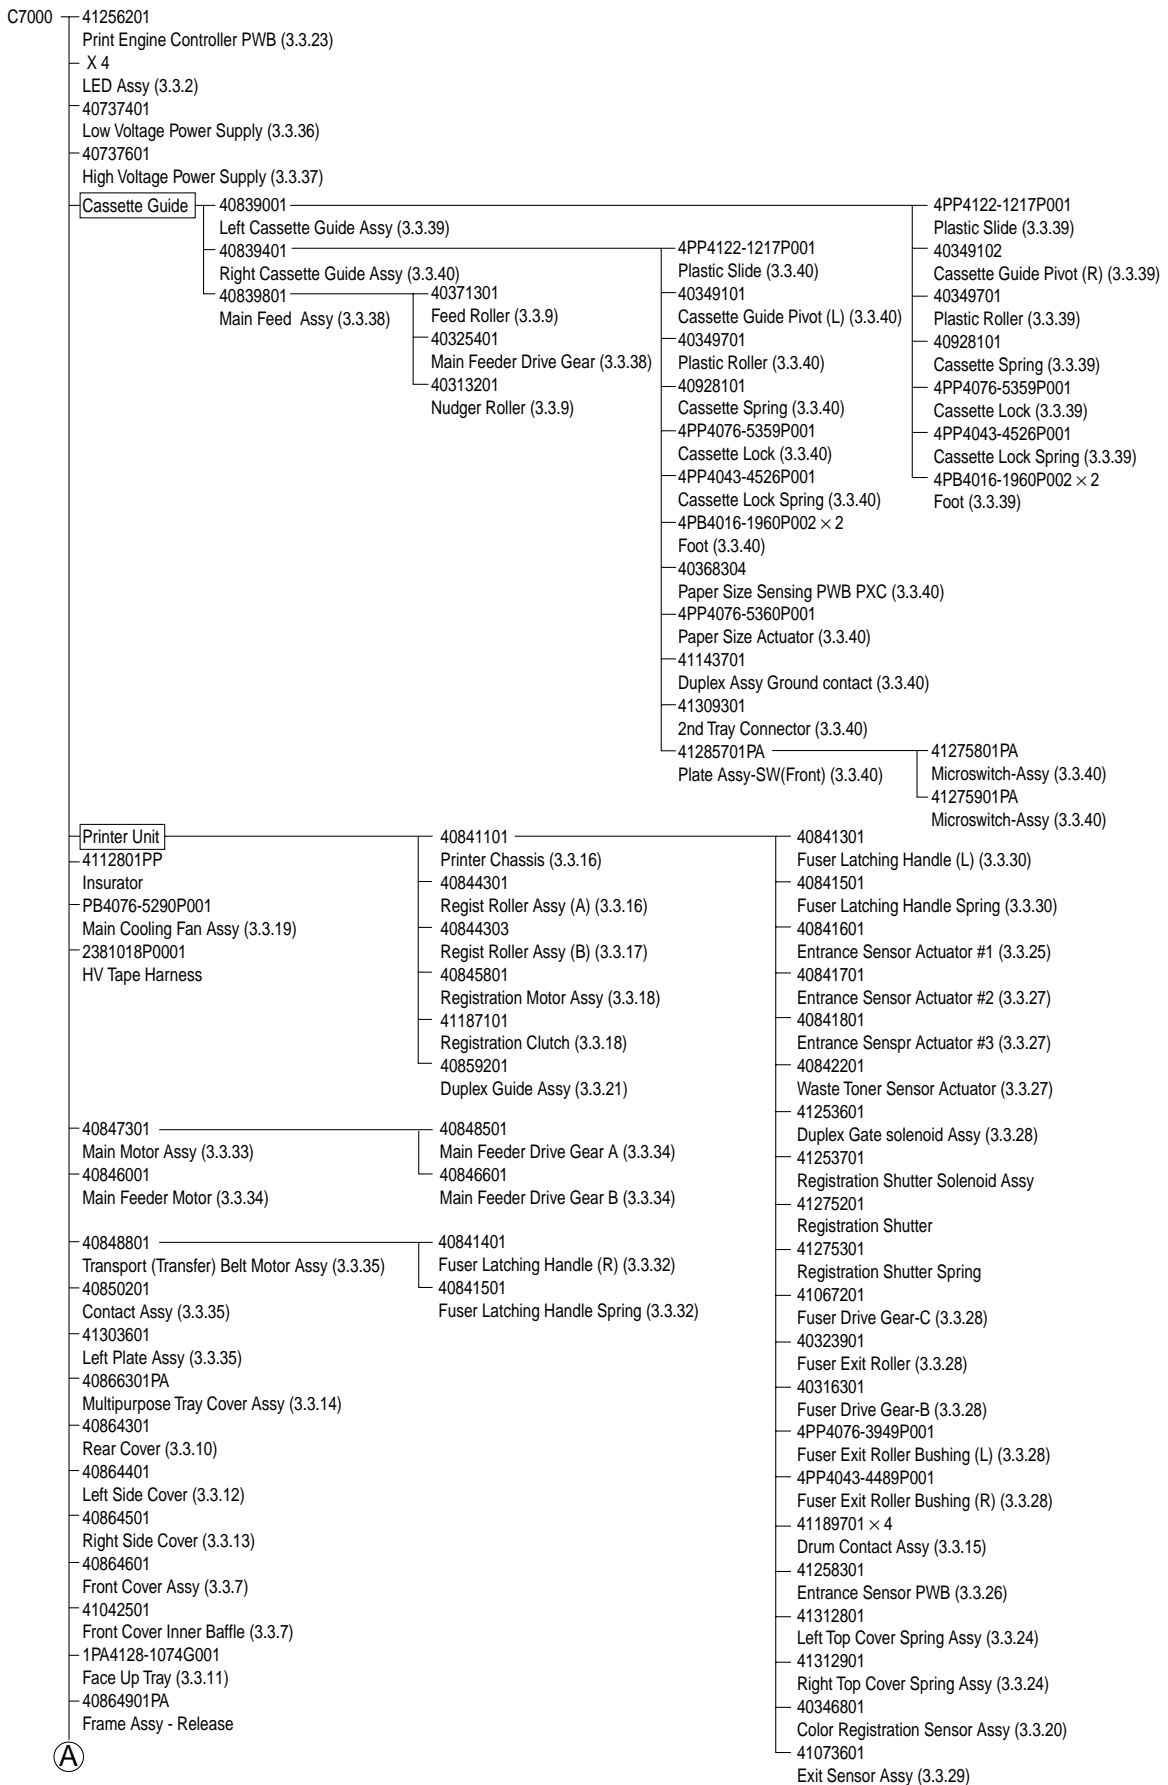 C7000
41256201
Print Engine Controller PWB (3.3.23)
X 4
LED Assy (3.3.2)
40737401
Low Voltage Power Supply (3.3.36)
40737601
High Voltage Power Supply (3.3.37)
Cassette Guide
40839001
Left Cassette Guide Assy (3.3.39)
40839401
Right Cassette Guide Assy (3.3.40)
40839801
Main Feed Assy (3.3.38)
40371301
Feed Roller (3.3.9)
40325401
Main Feeder Drive Gear (3.3.38)
40313201
Nudger Roller (3.3.9)
4PP4122-1217P001
Plastic Slide (3.3.40)
40349101
Cassette Guide Pivot (L) (3.3.40)
40349701
Plastic Roller (3.3.40)
40928101
Cassette Spring (3.3.40)
4PP4076-5359P001
Cassette Lock (3.3.40)
4PP4043-4526P001
Cassette Lock Spring (3.3.40)
4PB4016-1960P002 × 2
Foot (3.3.40)
40368304
Paper Size Sensing PWB PXC (3.3.40)
4PP4076-5360P001
Paper Size Actuator (3.3.40)
41143701
Duplex Assy Ground contact (3.3.40)
41309301
2nd Tray Connector (3.3.40)
41285701PA
Plate Assy-SW(Front) (3.3.40)
4PP4122-1217P001
Plastic Slide (3.3.39)
40349102
Cassette Guide Pivot (R) (3.3.39)
40349701
Plastic Roller (3.3.39)
40928101
Cassette Spring (3.3.39)
4PP4076-5359P001
Cassette Lock (3.3.39)
4PP4043-4526P001
Cassette Lock Spring (3.3.39)
4PB4016-1960P002 × 2
Foot (3.3.39)
41275801PA
Microswitch-Assy (3.3.40)
41275901PA
Microswitch-Assy (3.3.40)
Printer Unit
4112801PP
Insurator
PB4076-5290P001
Main Cooling Fan Assy (3.3.19)
2381018P0001
HV Tape Harness
40841101
Printer Chassis (3.3.16)
40844301
Regist Roller Assy (A) (3.3.16)
40844303
Regist Roller Assy (B) (3.3.17)
40845801
Registration Motor Assy (3.3.18)
41187101
Registration Clutch (3.3.18)
40859201
Duplex Guide Assy (3.3.21)
40841301
Fuser Latching Handle (L) (3.3.30)
40841501
Fuser Latching Handle Spring (3.3.30)
40841601
Entrance Sensor Actuator #1 (3.3.25)
40841701
Entrance Sensor Actuator #2 (3.3.27)
40841801
Entrance Senspr Actuator #3 (3.3.27)
40842201
Waste Toner Sensor Actuator (3.3.27)
41253601
Duplex Gate solenoid Assy (3.3.28)
41253701
Registration Shutter Solenoid Assy
41275201
Registration Shutter
41275301
Registration Shutter Spring
41067201
Fuser Drive Gear-C (3.3.28)
40323901
Fuser Exit Roller (3.3.28)
40316301
Fuser Drive Gear-B (3.3.28)
4PP4076-3949P001
Fuser Exit Roller Bushing (L) (3.3.28)
4PP4043-4489P001
Fuser Exit Roller Bushing (R) (3.3.28)
41189701 × 4
Drum Contact Assy (3.3.15)
41258301
Entrance Sensor PWB (3.3.26)
41312801
Left Top Cover Spring Assy (3.3.24)
41312901
Right Top Cover Spring Assy (3.3.24)
40346801
Color Registration Sensor Assy (3.3.20)
41073601
Exit Sensor Assy (3.3.29)
40847301
Main Motor Assy (3.3.33)
40846001
Main Feeder Motor (3.3.34)
40848501
Main Feeder Drive Gear A (3.3.34)
40846601
Main Feeder Drive Gear B (3.3.34)
40848801
Transport (Transfer) Belt Motor Assy (3.3.35)
40850201
Contact Assy (3.3.35)
40841401
Fuser Latching Handle (R) (3.3.32)
40841501
Fuser Latching Handle Spring (3.3.32)
41303601
Left Plate Assy (3.3.35)
40866301PA
Multipurpose Tray Cover Assy (3.3.14)
40864301
Rear Cover (3.3.10)
40864401
Left Side Cover (3.3.12)
40864501
Right Side Cover (3.3.13)
40864601
Front Cover Assy (3.3.7)
41042501
Front Cover Inner Baffle (3.3.7)
1PA4128-1074G001
Face Up Tray (3.3.11)
40864901PA
Frame Assy - Release
A